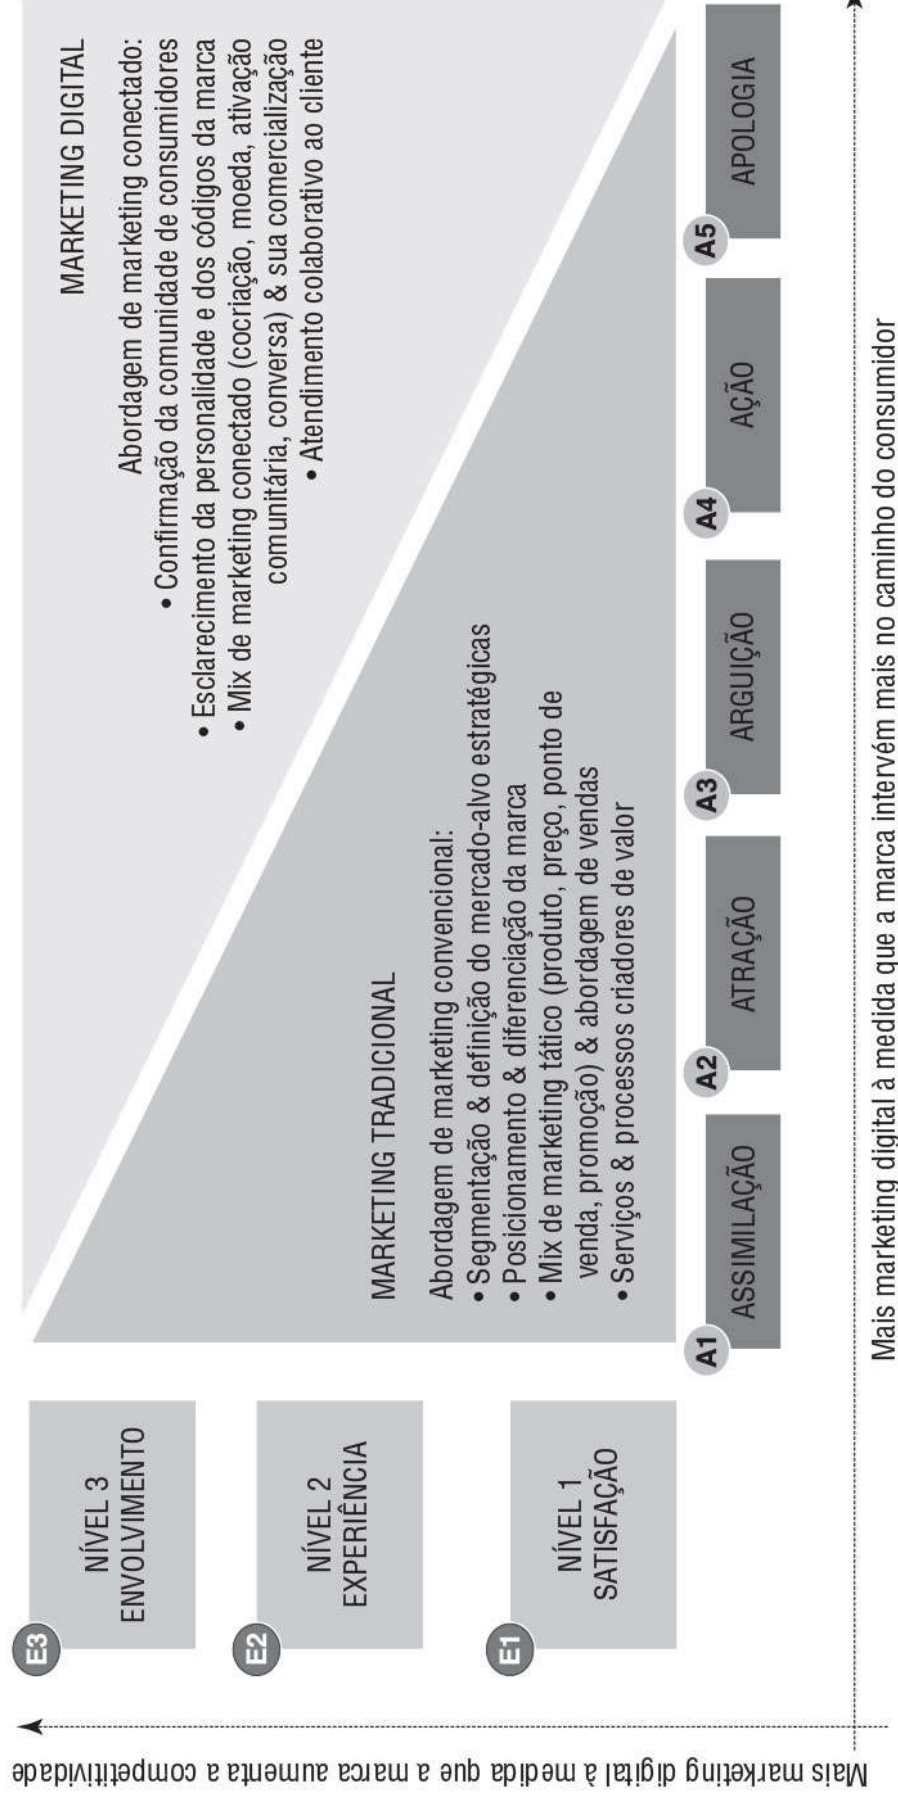 MARKETING DIGITAL
Abordagem de marketing conectado:
• Confirmação da comunidade de consumidores
• Esclarecimento da personalidade e dos códigos da marca
• Mix de marketing conectado (cocriação, moeda, ativação
comunitária, conversa) & sua comercialização
• Atendimento colaborativo ao cliente
MARKETING TRADICIONAL
Abordagem de marketing convencional:
• Segmentação & definição do mercado-alvo estratégicas
• Posicionamento & diferenciação da marca
• Mix de marketing tático (produto, preço, ponto de
venda, promoção) & abordagem de vendas
• Serviços & processos criadores de valor
E3
NÍVEL 3
ENVOLVIMENTO
E2
NÍVEL 2
EXPERIÊNCIA
E1
NÍVEL 1
SATISFAÇÃO
A1
ASSIMILAÇÃO
A2
ATRAÇÃO
A3
ARGUIÇÃO
A4
AÇÃO
A5
APOLOGIA
Mais marketing digital à medida que a marca aumenta a competitividade
Mais marketing digital à medida que a marca intervém mais no caminho do consumidor